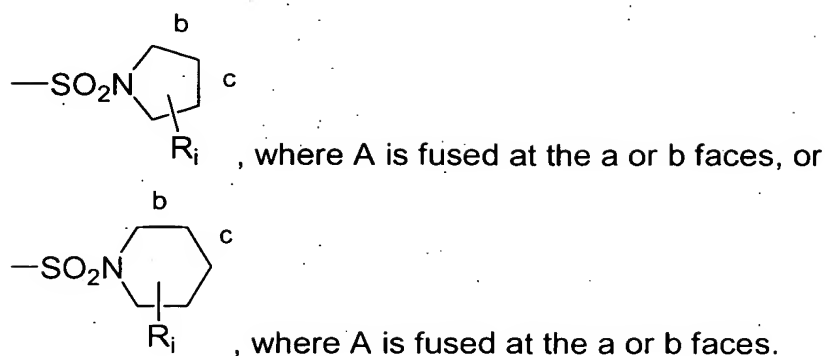 b
—SO₂N c
Rᵢ , where A is fused at the a or b faces, or
b
c
—SO₂N
Rᵢ , where A is fused at the a or b faces.